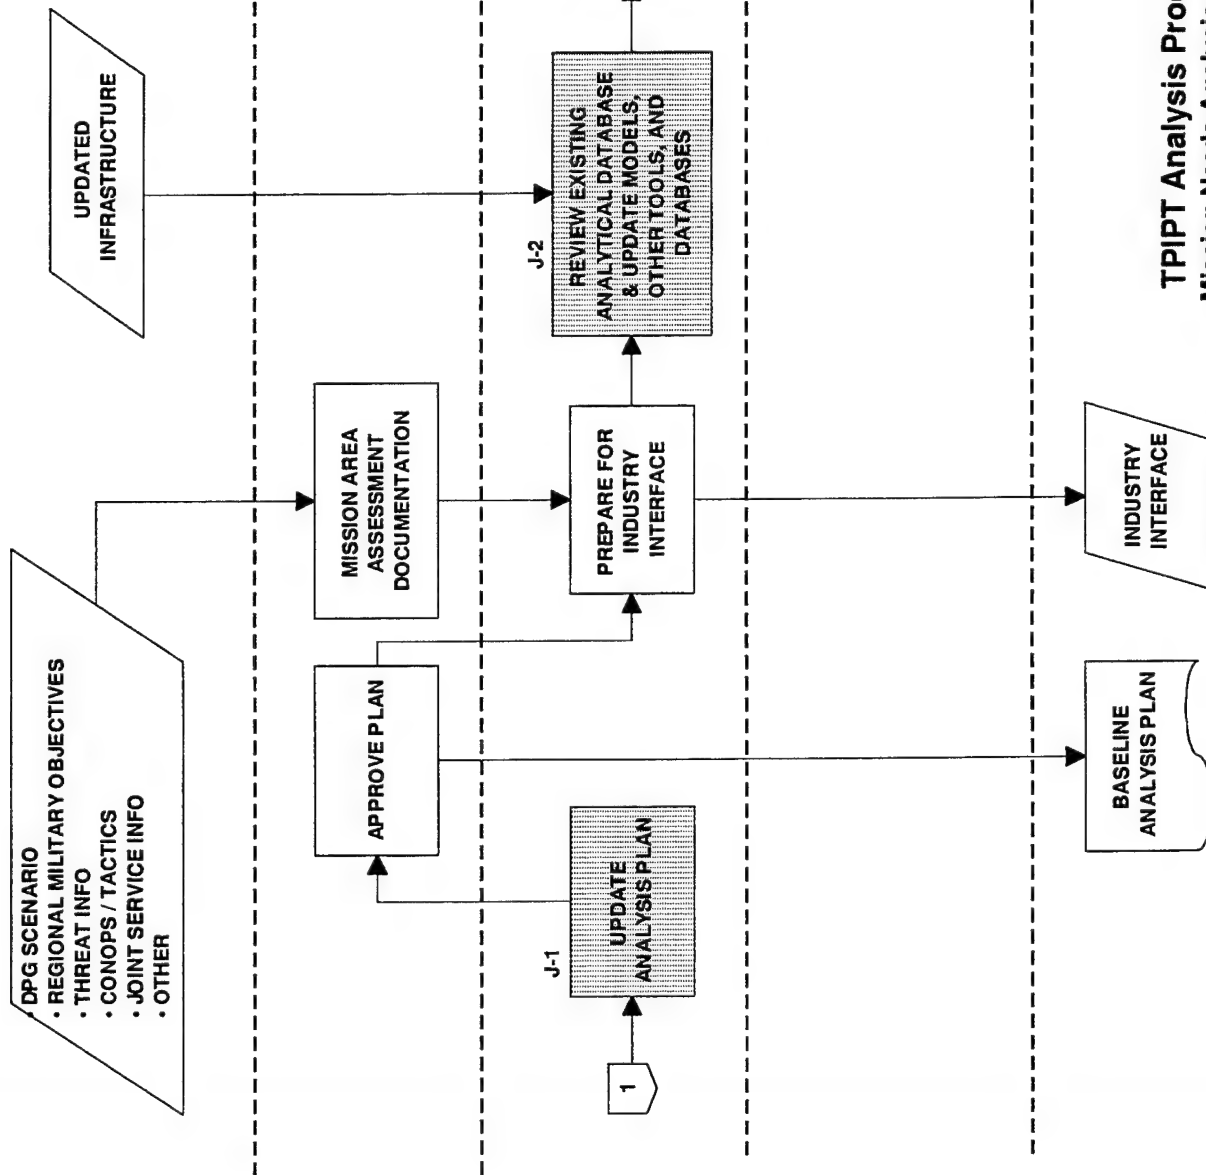 • DPG SCENARIO
• REGIONAL MILITARY OBJECTIVES
• THREAT INFO
• CONOPS / TACTICS
• JOINT SERVICE INFO
• OTHER
UPDATED
INFRASTRUCTURE
APPROVE PLAN
MISSION AREA
ASSESSMENT
DOCUMENTATION
1
J-1
UPDATE
ANALYSIS PLAN
PREPARE FOR
INDUSTRY
INTERFACE
J-2
REVIEW EXISTING
ANALYTICAL DATABASE
& UPDATE MODELS,
OTHER TOOLS, AND
DATABASES
BASELINE
ANALYSIS PLAN
INDUSTRY
INTERFACE
TPIPT Analysis Pro